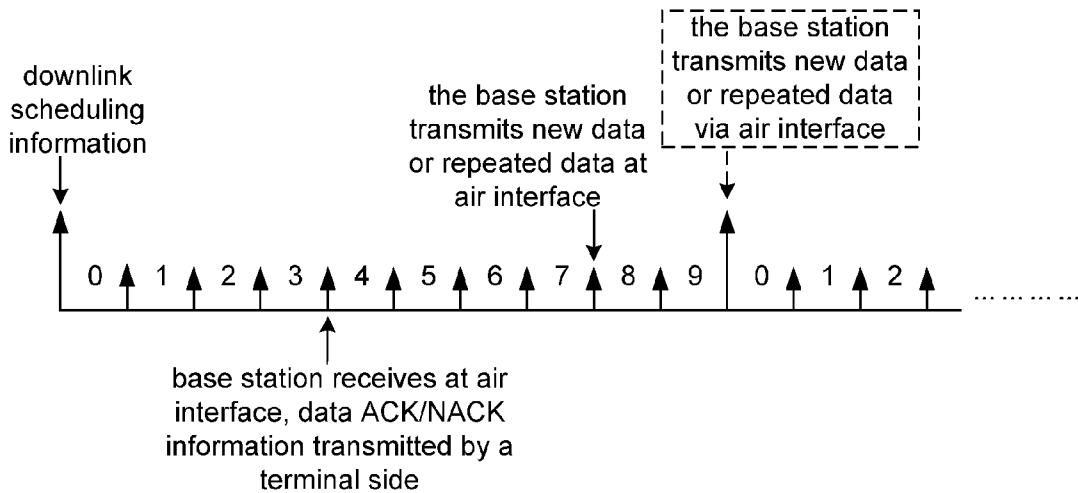 downlink
scheduling
information
the base station
transmits new data
or repeated data at
air interface
the base station
transmits new data
or repeated data
via air interface
0 1 2 3 4 5 6 7 8 9 0 1 2 ... ... ... ...
base station receives at air
interface, data ACK/NACK
information transmitted by a
terminal side